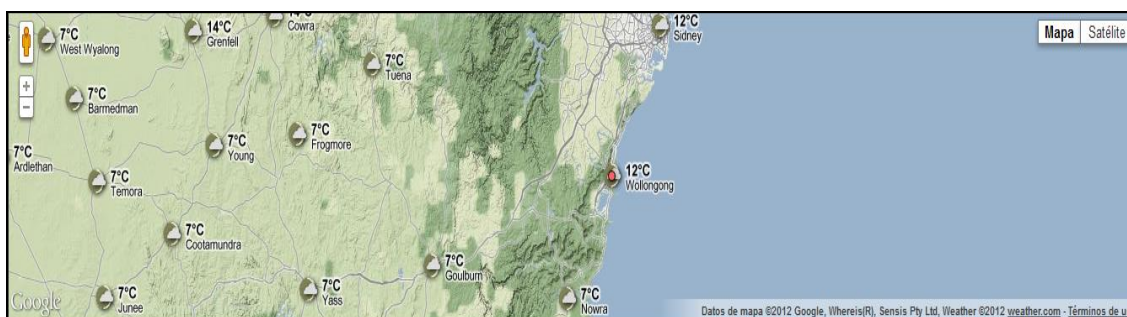 7°C
West Wyalong
14°C
Grenfell
14°C
Cowra
12°C
Sidney
Mapa Satélite
7°C
Tuena
7°C
Barmedman
7°C
Frogmore
7°C
Young
7°C
Ardlethan
7°C
Temora
12°C
Wollongong
7°C
Cootamundra
7°C
Goulburn
7°C
Junee
7°C
Yass
7°C
Nowra
Google
Datos de mapa ©2012 Google, Whereis(R), Sensis Pty Ltd, Weather ©2012 weather.com - Términos de u